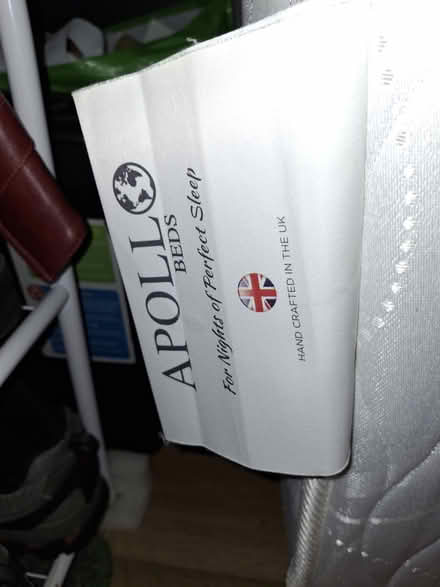 APOLLO
BEDS
For Nights of Perfect Sleep
HAND CRAFTED IN THE UK